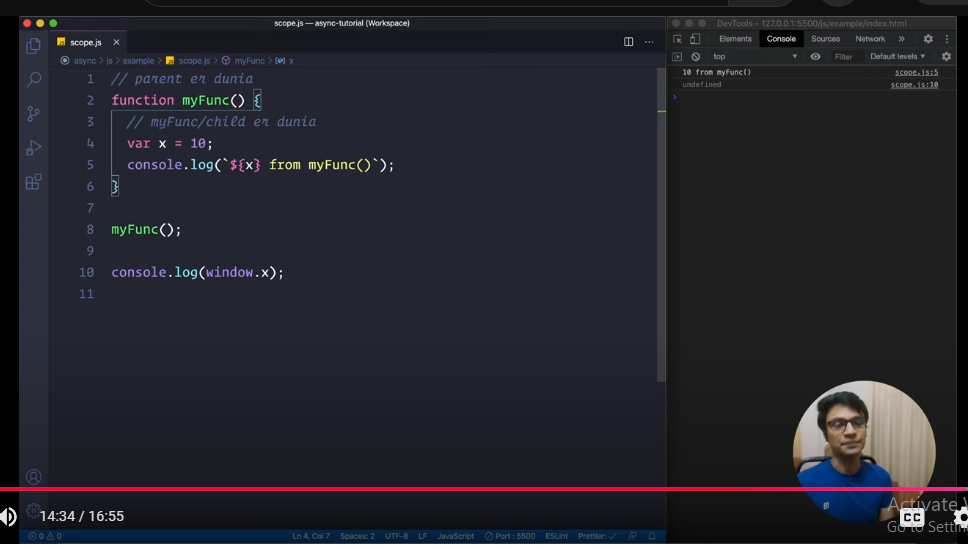 scope.js — async-tutorial (Workspace)
DevTools - 127.0.0.1:5500/js/example/index.html
scope.js
Elements Console Sources Network
async › js › example › scope.js › myFunc › x
top Filter Default levels
1 // parent er dunia
2 function myFunc() {
3 // myFunc/child er dunia
4 var x = 10;
5 console.log(`${x} from myFunc()`);
6 }
7
8 myFunc();
9
10 console.log(window.x);
11
10 from myFunc() scope.js:5
undefined scope.js:10
14:34 / 16:55
CC
Activate W
Go to Settin
0 0 Ln 4, Col 7 Spaces: 2 UTF-8 LF JavaScript Port : 5500 ESLint Prettier: ✓